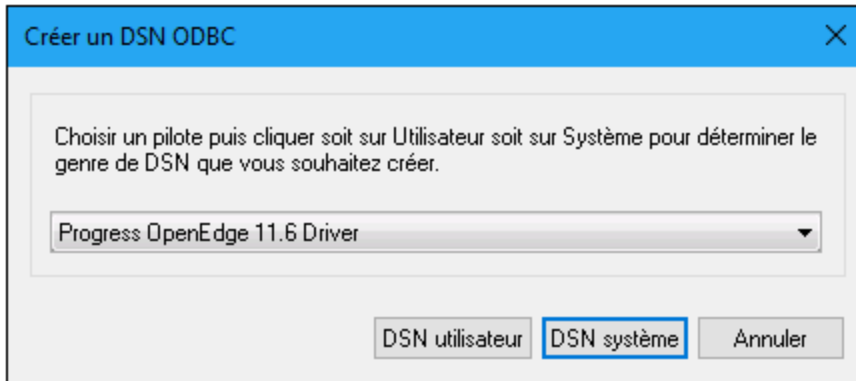 Créer un DSN ODBC
Choisir un pilote puis cliquer soit sur Utilisateur soit sur Système pour déterminer le
genre de DSN que vous souhaitez créer.
Progress OpenEdge 11.6 Driver
DSN utilisateur DSN système Annuler